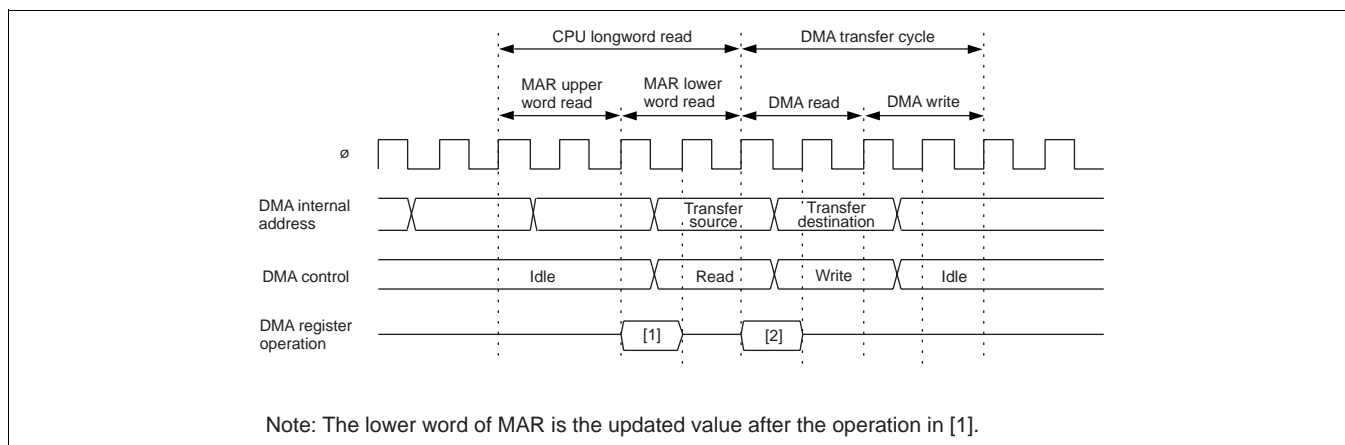 CPU longword read DMA transfer cycle
MAR upper MAR lower
word read word read DMA read DMA write
ø
DMA internal
address
Transfer Transfer
source destination
DMA control Idle Read Write Idle
DMA register
operation
[1] [2]
Note: The lower word of MAR is the updated value after the operation in [1].